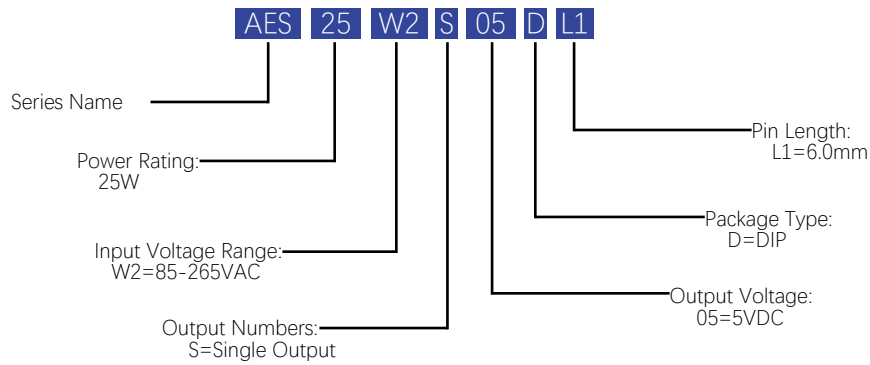 AES 25 W2 S 05 D L1
Series Name
Pin Length:
L1=6.0mm
Power Rating:
25W
Package Type:
D=DIP
Input Voltage Range:
W2=85-265VAC
Output Voltage:
05=5VDC
Output Numbers:
S=Single Output